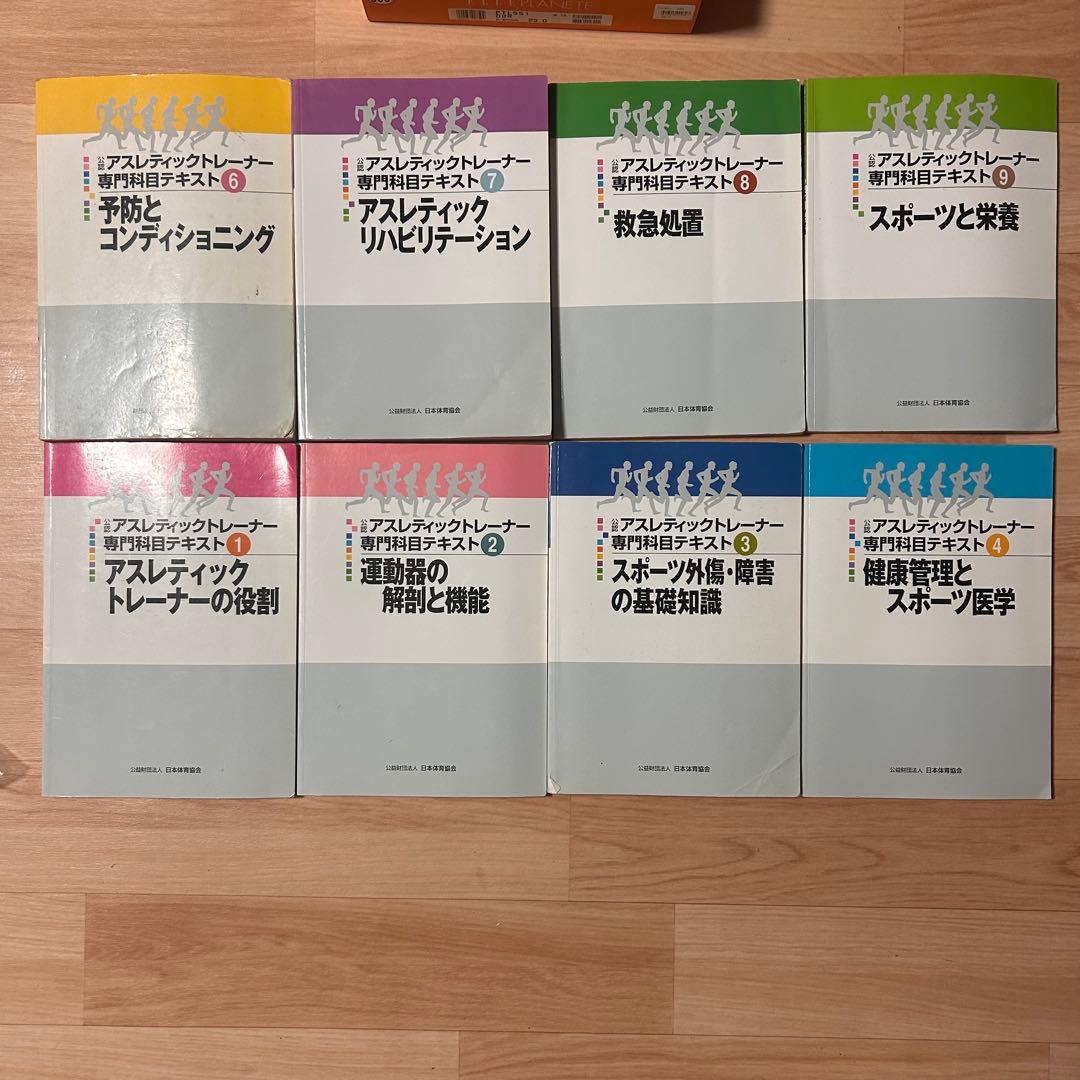 PLANETE
23.0
公認 アスレティックトレーナー
専門科目テキスト 6
予防と
コンディショニング
公認 アスレティックトレーナー
専門科目テキスト 7
アスレティック
リハビリテーション
公益財団法人 日本体育協会
公認 アスレティックトレーナー
専門科目テキスト 8
救急処置
公益財団法人 日本体育協会
公認 アスレティックトレーナー
専門科目テキスト 9
スポーツと栄養
公益財団法人 日本体育協会
公認 アスレティックトレーナー
専門科目テキスト 1
アスレティック
トレーナーの役割
公益財団法人 日本体育協会
公認 アスレティックトレーナー
専門科目テキスト 2
運動器の
解剖と機能
公益財団法人 日本体育協会
公認 アスレティックトレーナー
専門科目テキスト 3
スポーツ外傷・障害
の基礎知識
公益財団法人 日本体育協会
公認 アスレティックトレーナー
専門科目テキスト 4
健康管理と
スポーツ医学
公益財団法人 日本体育協会